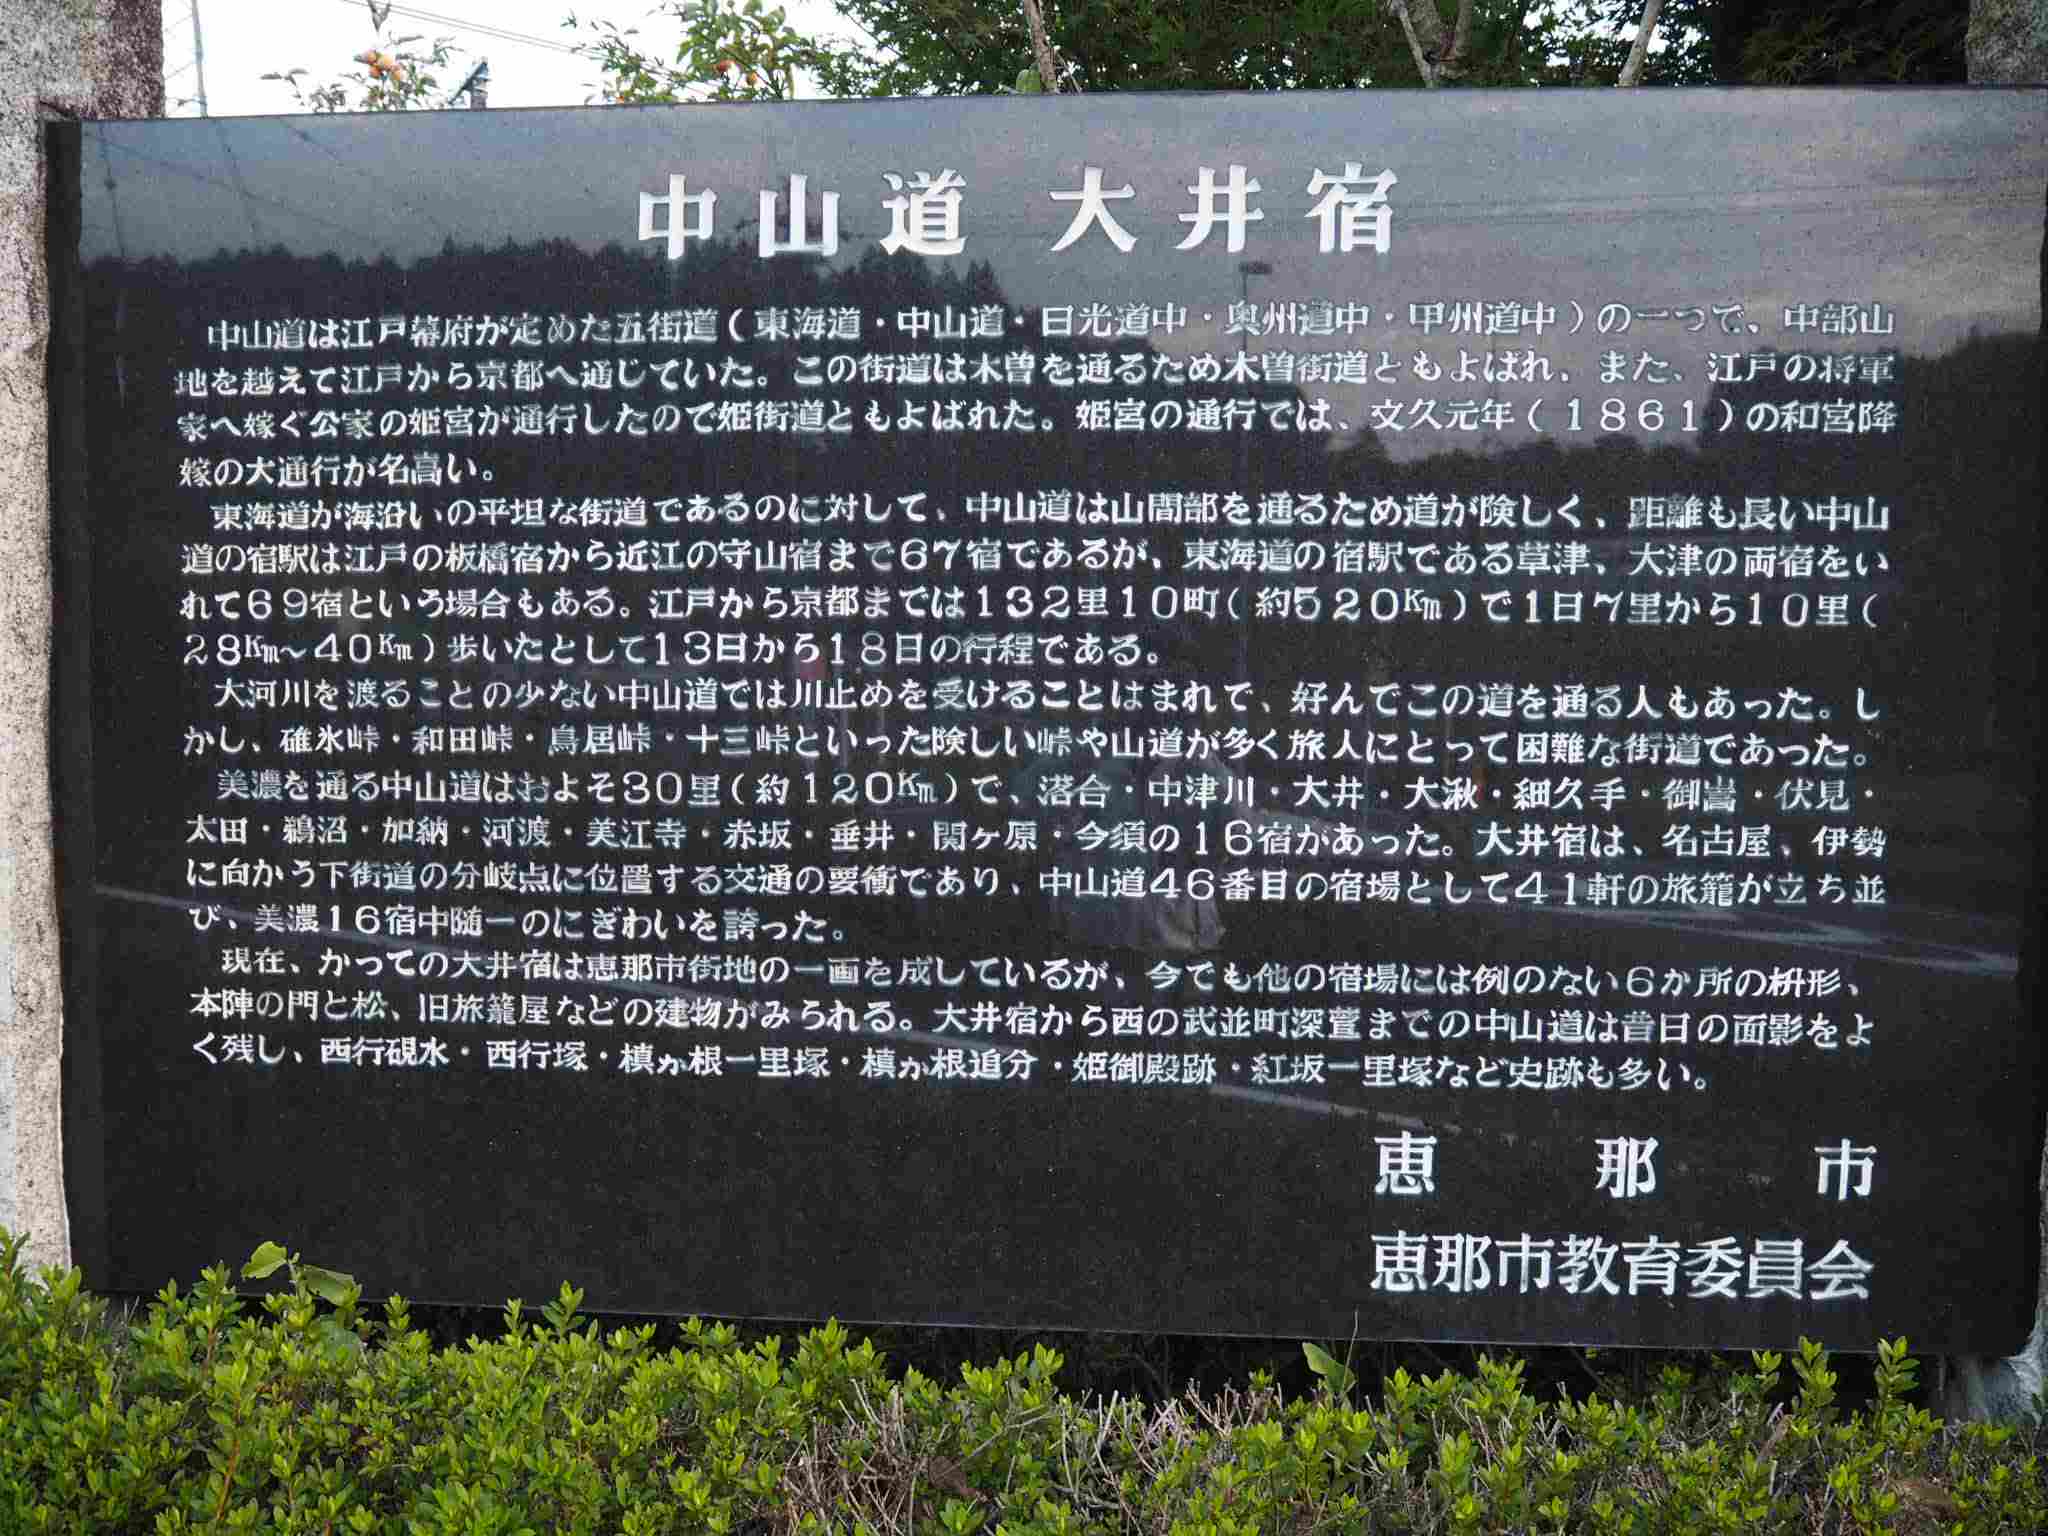 中山道 大井宿
中山道は江戸幕府が定めた五街道(東海道・中山道・日光道中・奥州道中・甲州道中)の一つで、中部山
地を越えて江戸から京都へ通じていた。この街道は木曽を通るため木曽街道ともよばれ、また、江戸の将軍
家へ嫁ぐ公家の姫宮が通行したので姫街道ともよばれた。姫宮の通行では、文久元年(1861)の和宮降
嫁の大通行が名高い。
東海道が海沿いの平坦な街道であるのに対して、中山道は山間部を通るため道が険しく、距離も長い中山
道の宿駅は江戸の板橋宿から近江の守山宿まで67宿であるが、東海道の宿駅である草津、大津の両宿をい
れて69宿という場合もある。江戸から京都までは132里10町(約520Km)で1日7里から10里(
28Km~40Km)歩いたとして13日から18日の行程である。
大河川を渡ることの少ない中山道では川止めを受けることはまれで、好んでこの道を通る人もあった。し
かし、碓氷峠・和田峠・鳥居峠・十三峠といった険しい峠や山道が多く旅人にとって困難な街道であった。
美濃を通る中山道はおよそ30里(約120Km)で、落合・中津川・大井・大湫・細久手・御嵩・伏見・
太田・鵜沼・加納・河渡・美江寺・赤坂・垂井・関ヶ原・今須の16宿があった。大井宿は、名古屋、伊勢
に向かう下街道の分岐点に位置する交通の要衝であり、中山道46番目の宿場として41軒の旅籠が立ち並
び、美濃16宿中随一のにぎわいを誇った。
現在、かっての大井宿は恵那市街地の一画を成しているが、今でも他の宿場には例のない6か所の枡形、
本陣の門と松、旧旅籠屋などの建物がみられる。大井宿から西の武並町深萱までの中山道は昔日の面影をよ
く残し、西行硯水・西行塚・槙か根一里塚・槙か根追分・姫御殿跡・紅坂一里塚など史跡も多い。
恵那市
恵那市教育委員会